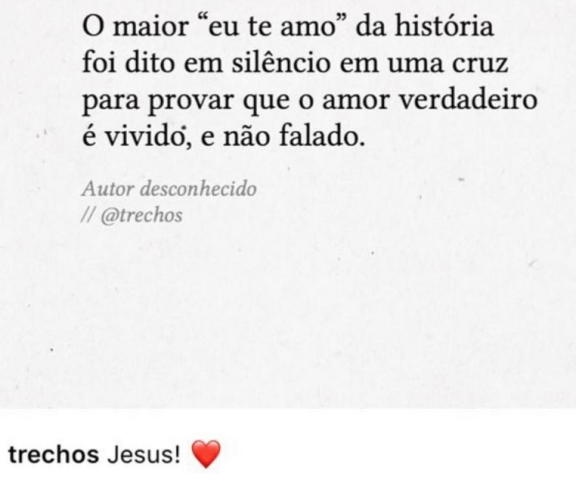 O maior “eu te amo” da história
foi dito em silêncio em uma cruz
para provar que o amor verdadeiro
é vivido, e não falado.
Autor desconhecido
// @trechos
trechos Jesus! ❤️